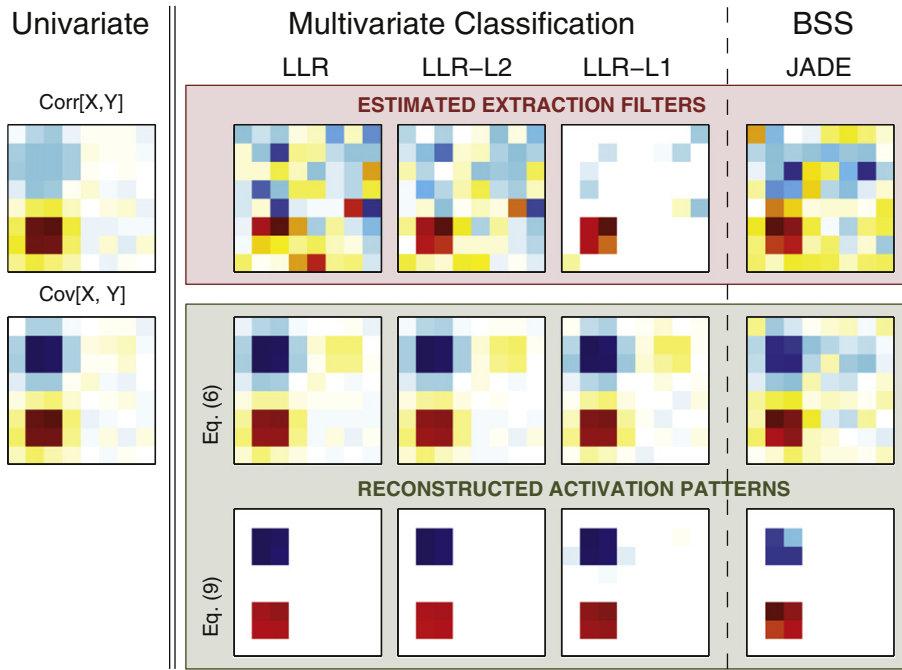 Univariate
Multivariate Classification
BSS
LLR
LLR−L2
LLR−L1
JADE
Corr[X,Y]
ESTIMATED EXTRACTION FILTERS
Cov[X, Y]
Eq. (6)
RECONSTRUCTED ACTIVATION PATTERNS
Eq. (9)